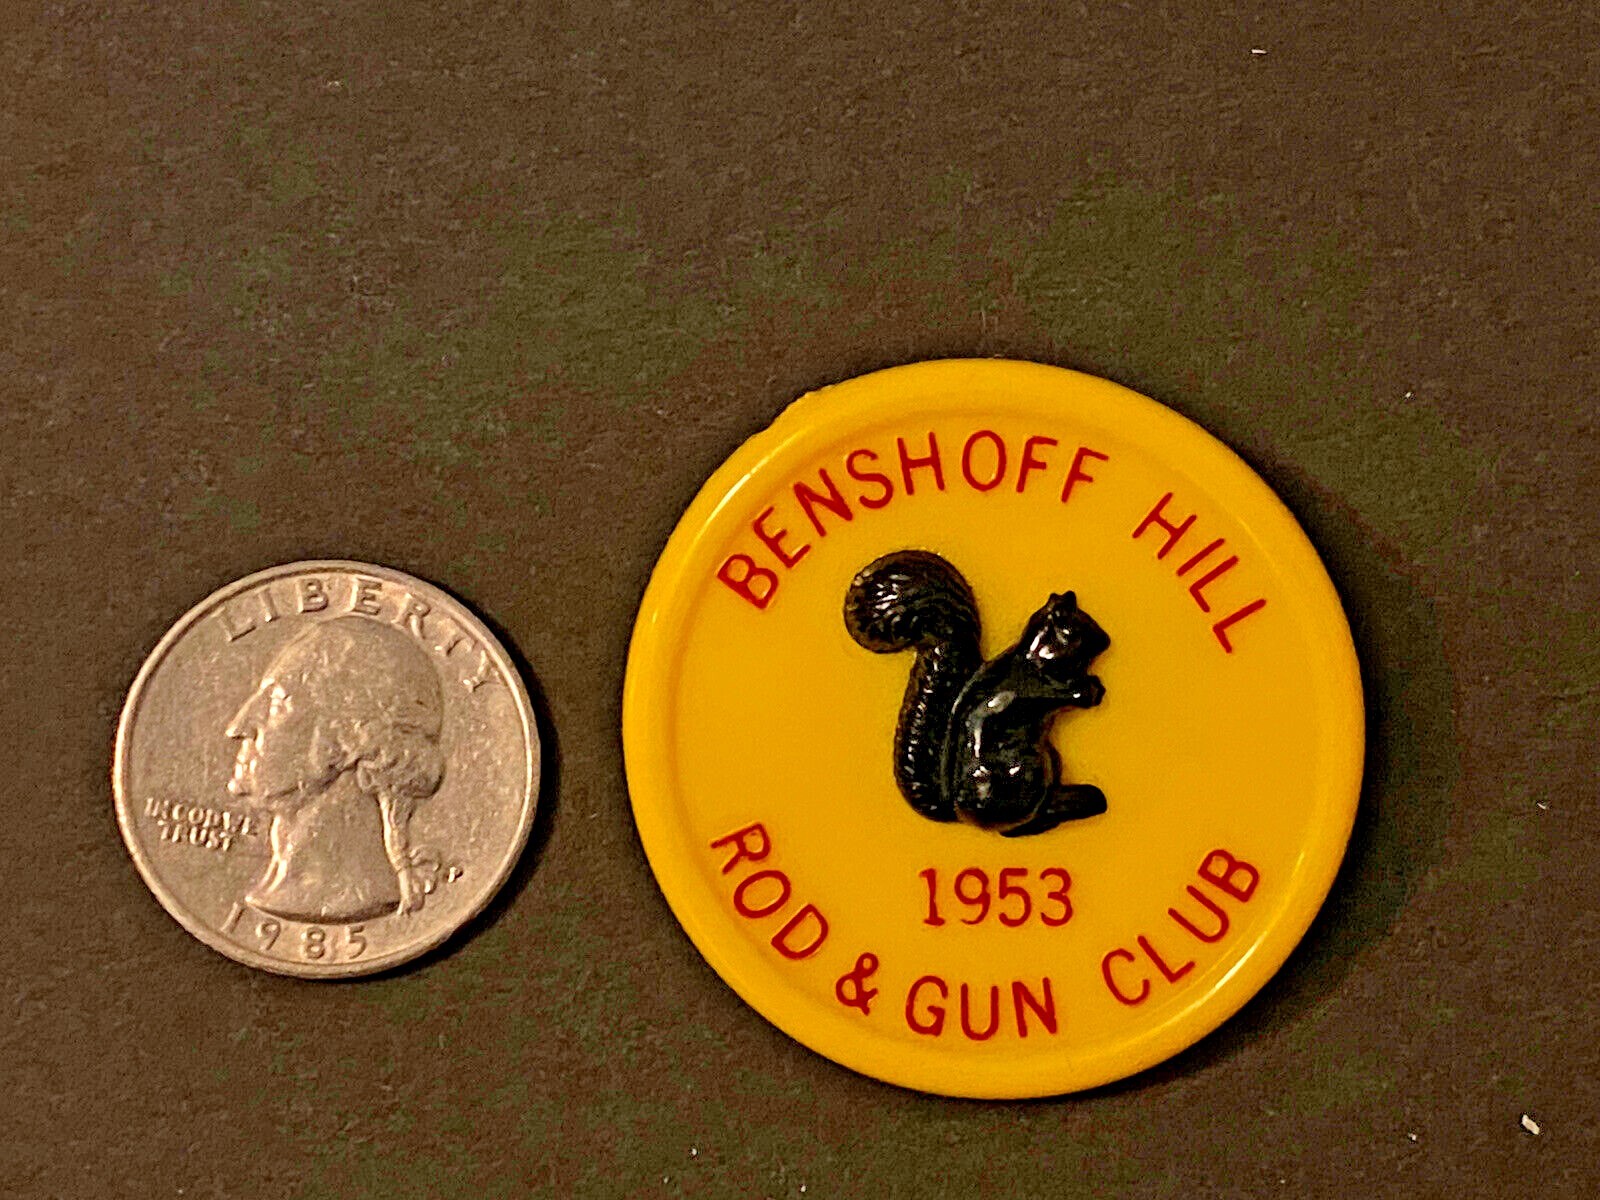 LIBERTY
IN GOD WE
TRUST
P
1985
BENSHOFF HILL
1953
ROD & GUN CLUB